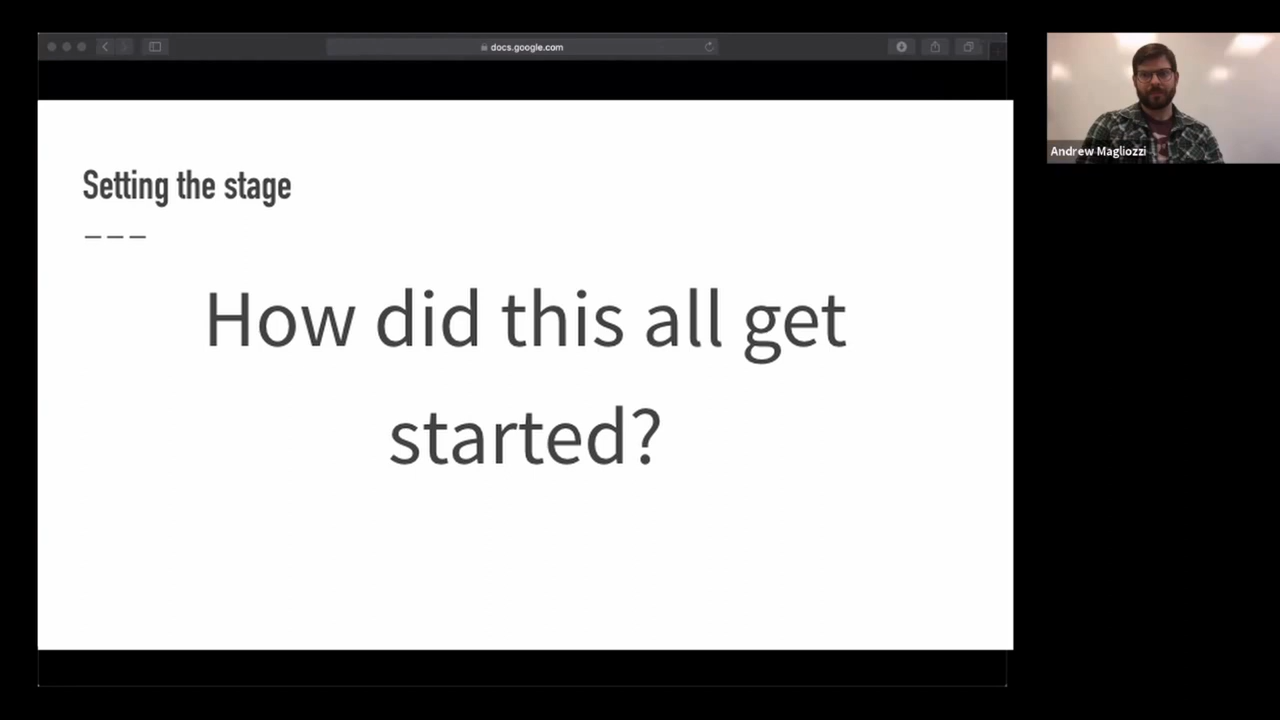 docs.google.com
Setting the stage
How did this all get
started?
Andrew Magliozzi